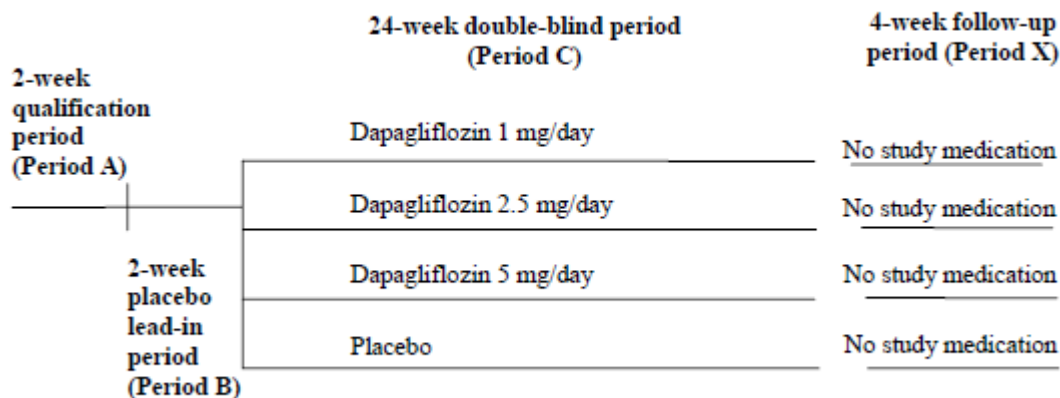 24-week double-blind period
(Period C)
4-week follow-up
period (Period X)
2-week
qualification
period
(Period A)
Dapagliflozin 1 mg/day
No study medication
Dapagliflozin 2.5 mg/day
No study medication
2-week
placebo
lead-in
period
(Period B)
Dapagliflozin 5 mg/day
No study medication
Placebo
No study medication